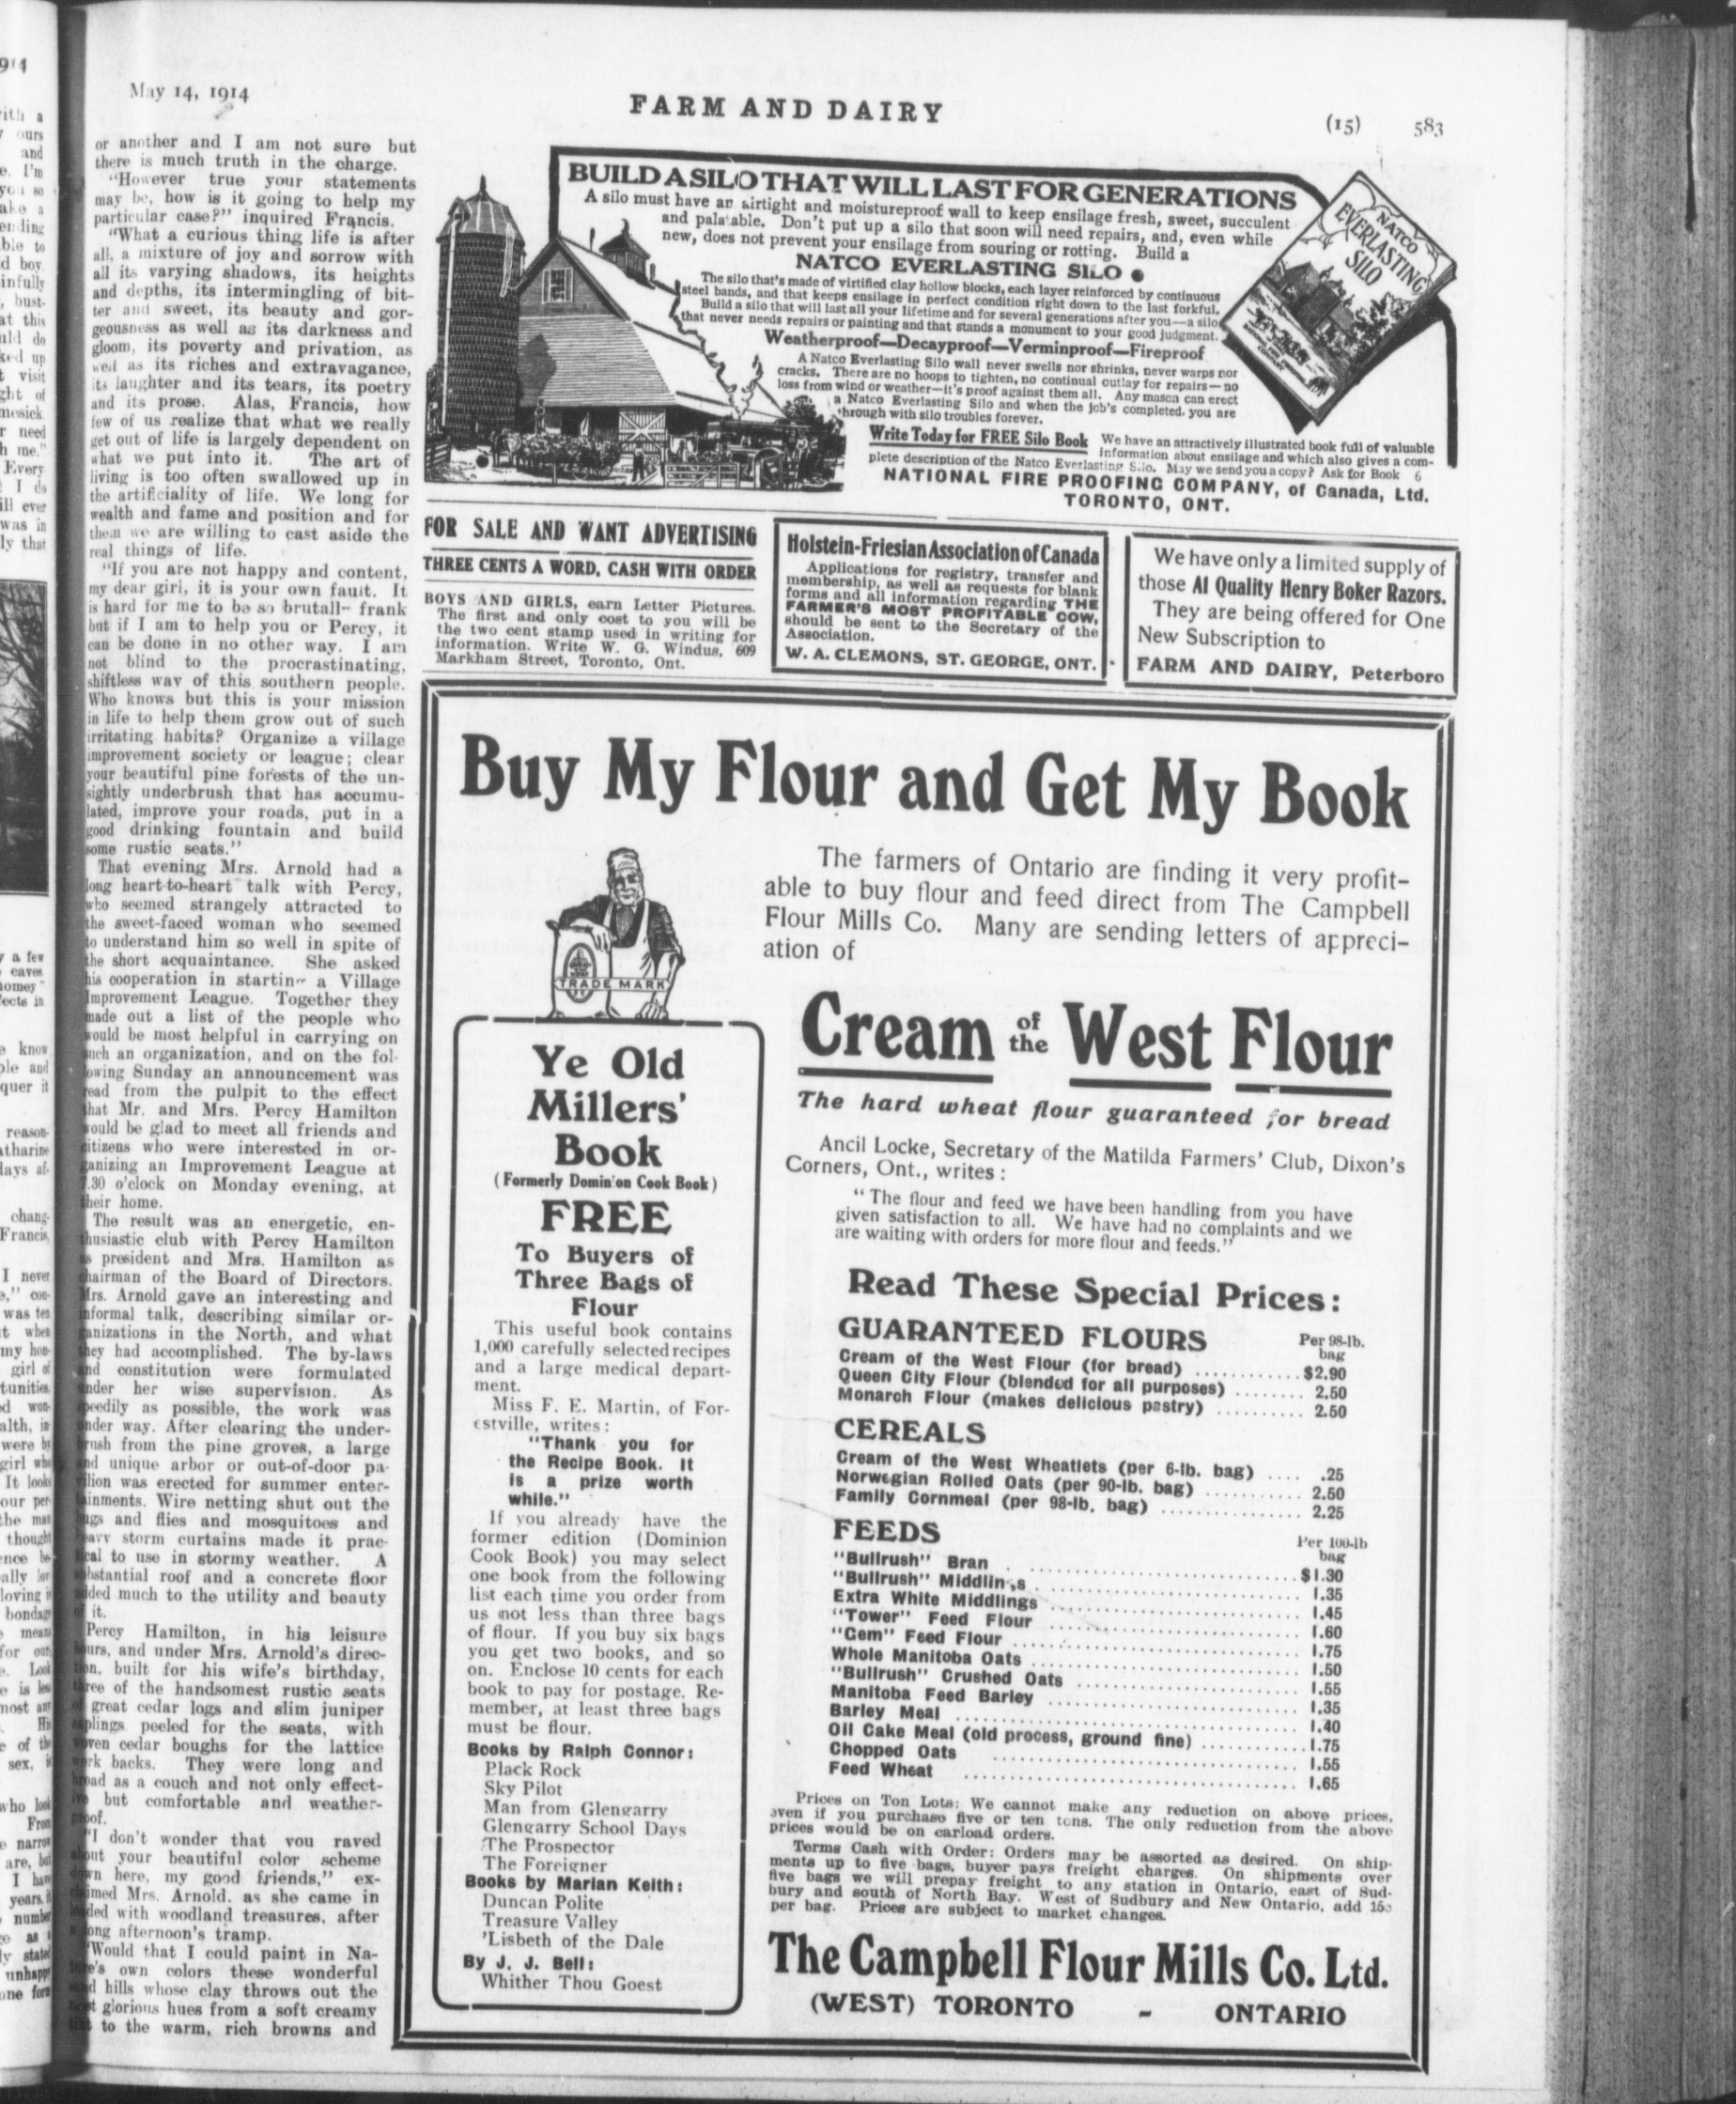 May 14, 1914
FARM AND DAIRY
(15) 583
or another and I am not sure but
there is much truth in the charge.
"However true your statements
may be, how is it going to help my
particular case?" inquired Francis.
"What a curious thing life is after
all, a mixture of joy and sorrow with
all its varying shadows, its heights
and depths, its intermingling of bit-
ter and sweet, its beauty and gor-
geousness as well as its darkness and
gloom, its poverty and privation, as
well as its riches and extravagance,
its laughter and its tears, its poetry
and its prose. Alas, Francis, how
few of us realize that what we really
get out of life is largely dependent on
what we put into it. The art of
living is too often swallowed up in
the artificiality of life. We long for
wealth and fame and position and for
them we are willing to cast aside the
real things of life.
"If you are not happy and content,
my dear girl, it is your own fault. It
is hard for me to be so brutally frank
but if I am to help you or Percy, it
can be done in no other way. I am
not blind to the procrastinating,
shiftless way of this southern people.
Who knows but this is your mission
in life to help them grow out of such
irritating habits? Organize a village
improvement society or league; clear
your beautiful pine forests of the un-
sightly underbrush that has accumu-
lated, improve your roads, put in a
good drinking fountain and build
some rustic seats."
That evening Mrs. Arnold had a
long heart-to-heart talk with Percy,
who seemed strangely attracted to
the sweet-faced woman who seemed
to understand him so well in spite of
the short acquaintance. She asked
his cooperation in starting a Village
Improvement League. Together they
made out a list of the people who
would be most helpful in carrying on
such an organization, and on the fol-
lowing Sunday an announcement was
read from the pulpit to the effect
that Mr. and Mrs. Percy Hamilton
would be glad to meet all friends and
citizens who were interested in or-
ganizing an Improvement League at
7.30 o'clock on Monday evening, at
their home.
The result was an energetic, en-
thusiastic club with Percy Hamilton
as president and Mrs. Hamilton as
chairman of the Board of Directors.
Mrs. Arnold gave an interesting and
informal talk, describing similar or-
ganizations in the North, and what
they had accomplished. The by-laws
and constitution were formulated
under her wise supervision. As
speedily as possible, the work was
under way. After clearing the under-
brush from the pine groves, a large
and unique arbor or out-of-door pa-
vilion was erected for summer enter-
tainments. Wire netting shut out the
bugs and flies and mosquitoes and
heavy storm curtains made it prac-
tical to use in stormy weather. A
substantial roof and a concrete floor
added much to the utility and beauty
of it.
Percy Hamilton, in his leisure
hours, and under Mrs. Arnold's direc-
tion, built for his wife's birthday,
three of the handsomest rustic seats
of great cedar logs and slim juniper
saplings peeled for the seats, with
woven cedar boughs for the lattice
work backs. They were long and
broad as a couch and not only effect-
ive but comfortable and weather-
proof.
"I don't wonder that you raved
about your beautiful color scheme
down here, my good friends," ex-
claimed Mrs. Arnold, as she came in
loaded with woodland treasures, after
a long afternoon's tramp.
"Would that I could paint in Na-
ture's own colors these wonderful
sand hills whose clay throws out the
most glorious hues from a soft creamy
tint to the warm, rich browns and
BUILD A SILO THAT WILL LAST FOR GENERATIONS
A silo must have an airtight and moistureproof wall to keep ensilage fresh, sweet, succulent
and palatable. Don't put up a silo that soon will need repairs, and, even while
new, does not prevent your ensilage from souring or rotting. Build a
NATCO EVERLASTING SILO
The silo that's made of virtified clay hollow blocks, each layer reinforced by continuous
steel bands, and that keeps ensilage in perfect condition right down to the last forkful.
Build a silo that will last all your lifetime and for several generations after you—a silo
that never needs repairs or painting and that stands a monument to your good judgment.
Weatherproof—Decayproof—Verminproof—Fireproof
A Natco Everlasting Silo wall never swells nor shrinks, never warps nor
cracks. There are no hoops to tighten, no continual outlay for repairs—no
loss from wind or weather—it's proof against them all. Any mason can erect
a Natco Everlasting Silo and when the job's completed, you are
through with silo troubles forever.
Write Today for FREE Silo Book We have an attractively illustrated book full of valuable
information about ensilage and which also gives a com-
plete description of the Natco Everlasting Silo. May we send you a copy? Ask for Book 6
NATIONAL FIRE PROOFING COMPANY, of Canada, Ltd.
TORONTO, ONT.
NATCO
EVERLASTING
SILO
FOR SALE AND WANT ADVERTISING
THREE CENTS A WORD, CASH WITH ORDER
BOYS AND GIRLS, earn Letter Pictures.
The first and only cost to you will be
the two cent stamp used in writing for
information. Write W. G. Windus, 609
Markham Street, Toronto, Ont.
Holstein-Friesian Association of Canada
Applications for registry, transfer and
membership, as well as requests for blank
forms and all information regarding THE
FARMER'S MOST PROFITABLE COW,
should be sent to the Secretary of the
Association.
W. A. CLEMONS, ST. GEORGE, ONT.
We have only a limited supply of
those A1 Quality Henry Boker Razors.
They are being offered for One
New Subscription to
FARM AND DAIRY, Peterboro
Buy My Flour and Get My Book
TRADE MARK
Ye Old
Millers'
Book
(Formerly Domin'on Cook Book)
FREE
To Buyers of
Three Bags of
Flour
This useful book contains
1,000 carefully selected recipes
and a large medical depart-
ment.
Miss F. E. Martin, of For-
estville, writes:
"Thank you for
the Recipe Book. It
is a prize worth
while."
If you already have the
former edition (Dominion
Cook Book) you may select
one book from the following
list each time you order from
us not less than three bags
of flour. If you buy six bags
you get two books, and so
on. Enclose 10 cents for each
book to pay for postage. Re-
member, at least three bags
must be flour.
Books by Ralph Connor:
Plack Rock
Sky Pilot
Man from Glengarry
Glengarry School Days
The Prospector
The Foreigner
Books by Marian Keith:
Duncan Polite
Treasure Valley
'Lisbeth of the Dale
By J. J. Bell:
Whither Thou Goest
The farmers of Ontario are finding it very profit-
able to buy flour and feed direct from The Campbell
Flour Mills Co. Many are sending letters of appreci-
ation of
Cream of the West Flour
The hard wheat flour guaranteed for bread
Ancil Locke, Secretary of the Matilda Farmers' Club, Dixon's
Corners, Ont., writes:
"The flour and feed we have been handling from you have
given satisfaction to all. We have had no complaints and we
are waiting with orders for more flour and feeds."
Read These Special Prices:
GUARANTEED FLOURS Per 98-lb. bag
Cream of the West Flour (for bread) ............ $2.90
Queen City Flour (blended for all purposes) ........ 2.50
Monarch Flour (makes delicious pastry) .......... 2.50
CEREALS
Cream of the West Wheatlets (per 6-lb. bag) .... .25
Norwegian Rolled Oats (per 90-lb. bag) .......... 2.50
Family Cornmeal (per 98-lb. bag) ................ 2.25
FEEDS Per 100-lb bag
"Bullrush" Bran ........ $1.30
"Bullrush" Middlings ........ 1.35
Extra White Middlings ........ 1.45
"Tower" Feed Flour ........ 1.60
"Gem" Feed Flour ........ 1.75
Whole Manitoba Oats ........ 1.50
"Bullrush" Crushed Oats ........ 1.55
Manitoba Feed Barley ........ 1.35
Barley Meal ........ 1.40
Oil Cake Meal (old process, ground fine) ........ 1.75
Chopped Oats ........ 1.55
Feed Wheat ........ 1.65
Prices on Ton Lots: We cannot make any reduction on above prices,
even if you purchase five or ten tons. The only reduction from the above
prices would be on carload orders.
Terms Cash with Order: Orders may be assorted as desired. On ship-
ments up to five bags, buyer pays freight charges. On shipments over
five bags we will prepay freight to any station in Ontario, east of Sud-
bury and south of North Bay. West of Sudbury and New Ontario, add 15c
per bag. Prices are subject to market changes.
The Campbell Flour Mills Co. Ltd.
(WEST) TORONTO - ONTARIO